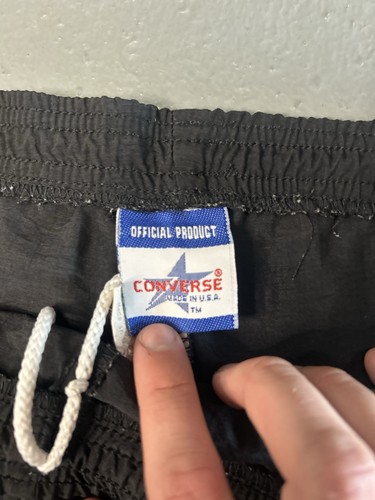 OFFICIAL PRODUCT
CONVERSE®
MADE IN U.S.A.
TM